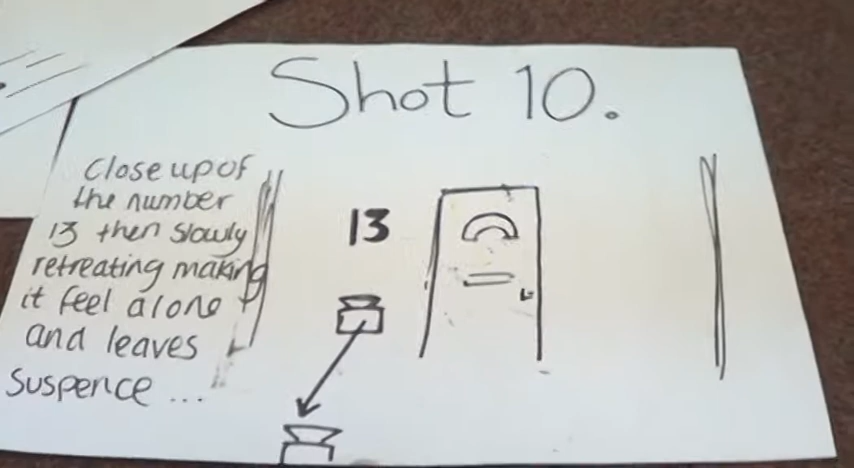 Shot 10.
Close up of
the number
13 then slowly
retreating making
it feel alone
and leaves
suspence ...
13